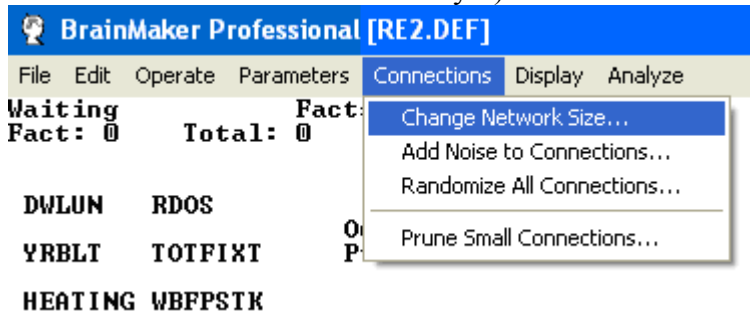 BrainMaker Professional [RE2.DEF]
File Edit Operate Parameters Connections Display Analyze
Waiting Fact:
Fact: 0 Total: 0
Change Network Size...
Add Noise to Connections...
Randomize All Connections...
Prune Small Connections...
DWLUN RDOS
YRBLT TOTFIXT
HEATING WBFPSTK